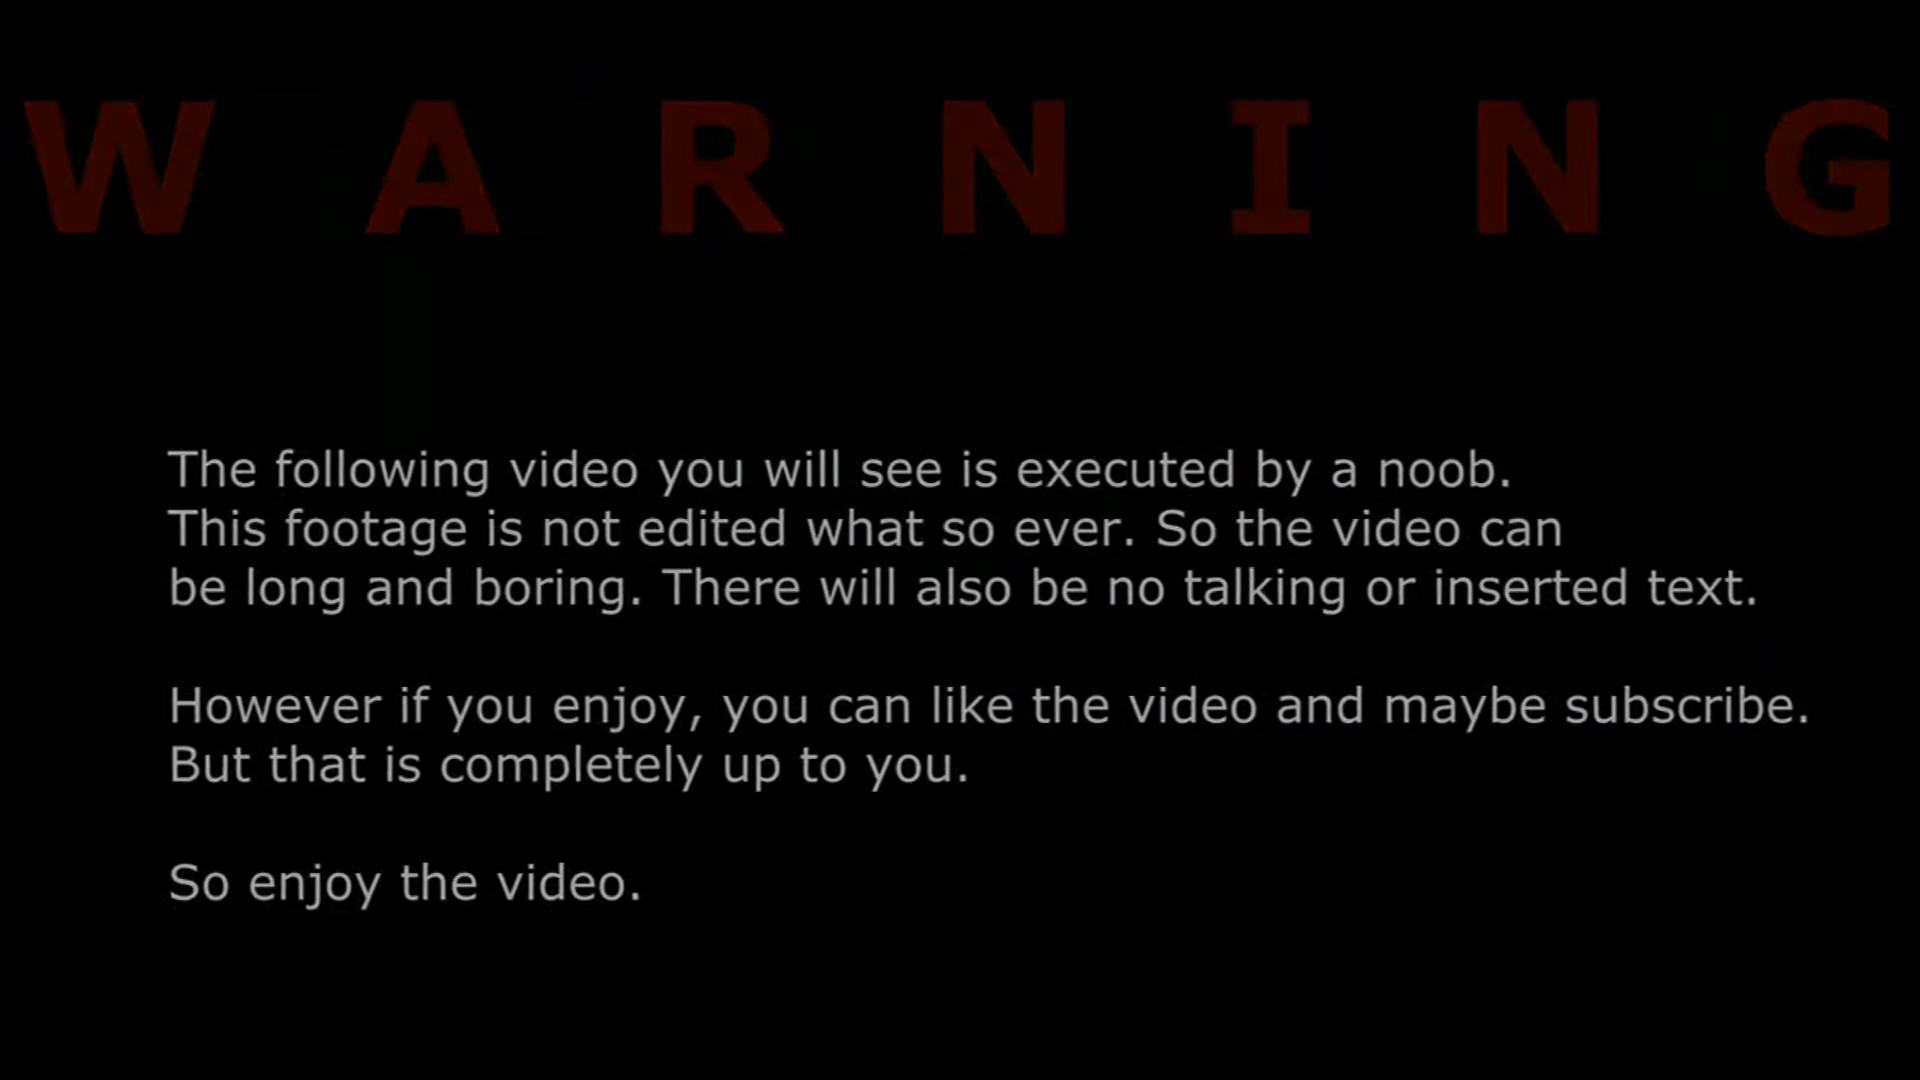 W A R N I N G
The following video you will see is executed by a noob.
This footage is not edited what so ever. So the video can
be long and boring. There will also be no talking or inserted text.
However if you enjoy, you can like the video and maybe subscribe.
But that is completely up to you.
So enjoy the video.